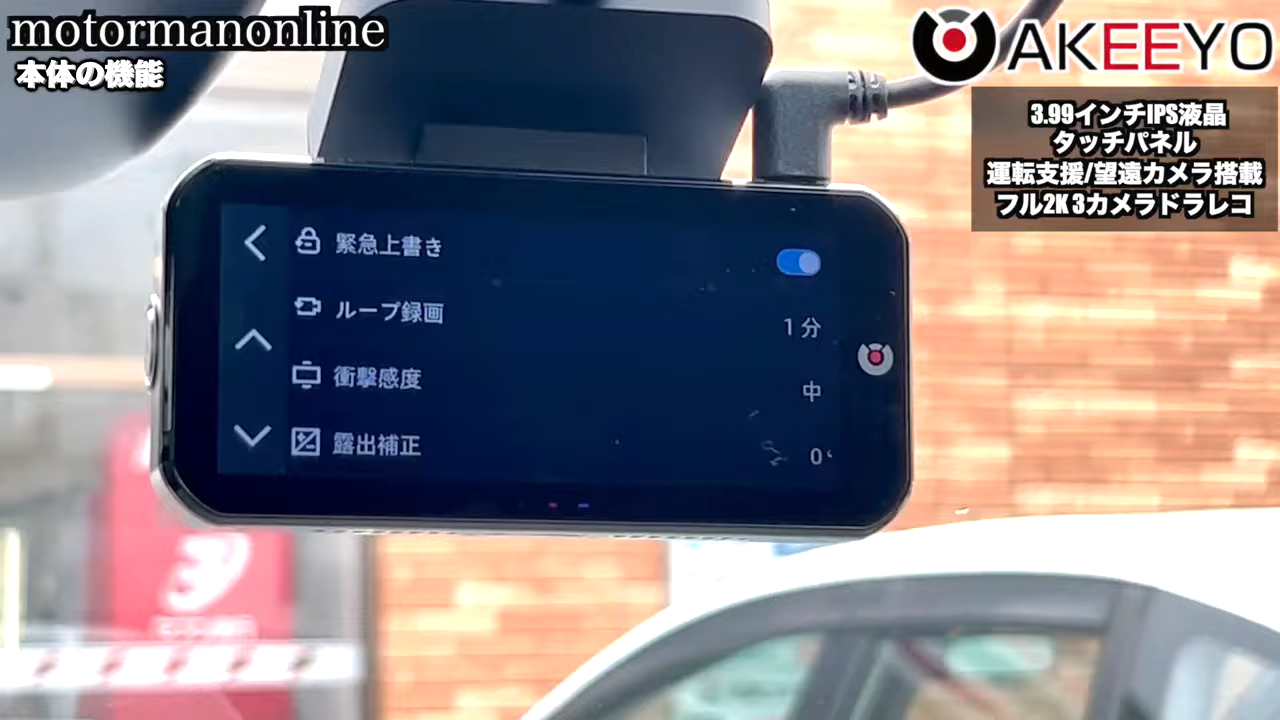 motormanonline
本体の機能
AKEEYO
3.99インチIPS液晶
タッチパネル
運転支援/望遠カメラ搭載
フル2K 3カメラドラレコ
緊急上書き
ループ録画 1分
衝撃感度 中
露出補正 0